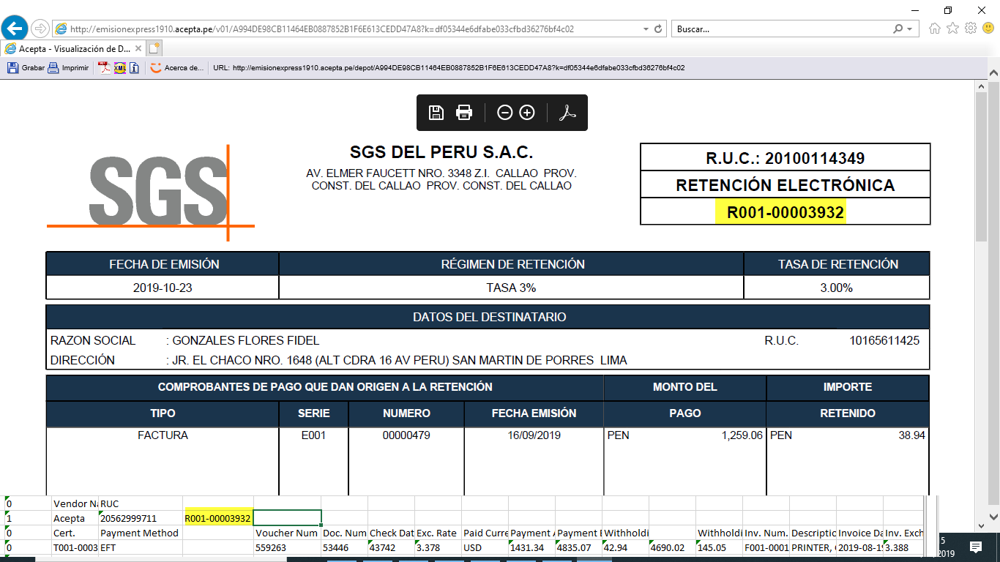 http://emisionexpress1910.acepta.pe/v01/A994DE98CB11464EB0887852B1F6E613CEDD47A8?k=df05344e6dfabe033cfbd36276bf4c02
Buscar...
Acepta - Visualización de D...
Grabar Imprimir Acerca de... URL: http://emisionexpress1910.acepta.pe/depot/A994DE98CB11464EB0887852B1F6E613CEDD47A8?k=df05344e6dfabe033cfbd36276bf4c02
SGS
SGS DEL PERU S.A.C.
AV. ELMER FAUCETT NRO. 3348 Z.I. CALLAO PROV.
CONST. DEL CALLAO PROV. CONST. DEL CALLAO
R.U.C.: 20100114349
RETENCIÓN ELECTRÓNICA
R001-00003932
FECHA DE EMISIÓN RÉGIMEN DE RETENCIÓN TASA DE RETENCIÓN
2019-10-23 TASA 3% 3.00%
DATOS DEL DESTINATARIO
RAZON SOCIAL : GONZALES FLORES FIDEL R.U.C. 10165611425
DIRECCIÓN : JR. EL CHACO NRO. 1648 (ALT CDRA 16 AV PERU) SAN MARTIN DE PORRES LIMA
COMPROBANTES DE PAGO QUE DAN ORIGEN A LA RETENCIÓN MONTO DEL IMPORTE
TIPO SERIE NUMERO FECHA EMISIÓN PAGO RETENIDO
FACTURA E001 00000479 16/09/2019 PEN 1,259.06 PEN 38.94
0 Vendor Na RUC
1 Acepta 20562999711 R001-00003932
0 Cert. Payment Method Voucher Num Doc. Num Check Dat Exc. Rate Paid Curre Payment A Payment E Withholdi Withholdi Inv. Num. Descriptic Invoice Da Inv. Exch
0 T001-0003 EFT 559263 53446 43742 3.378 USD 1431.34 4835.07 42.94 4690.02 145.05 F001-0001 PRINTER, 2019-08-15 3.388
5
2019